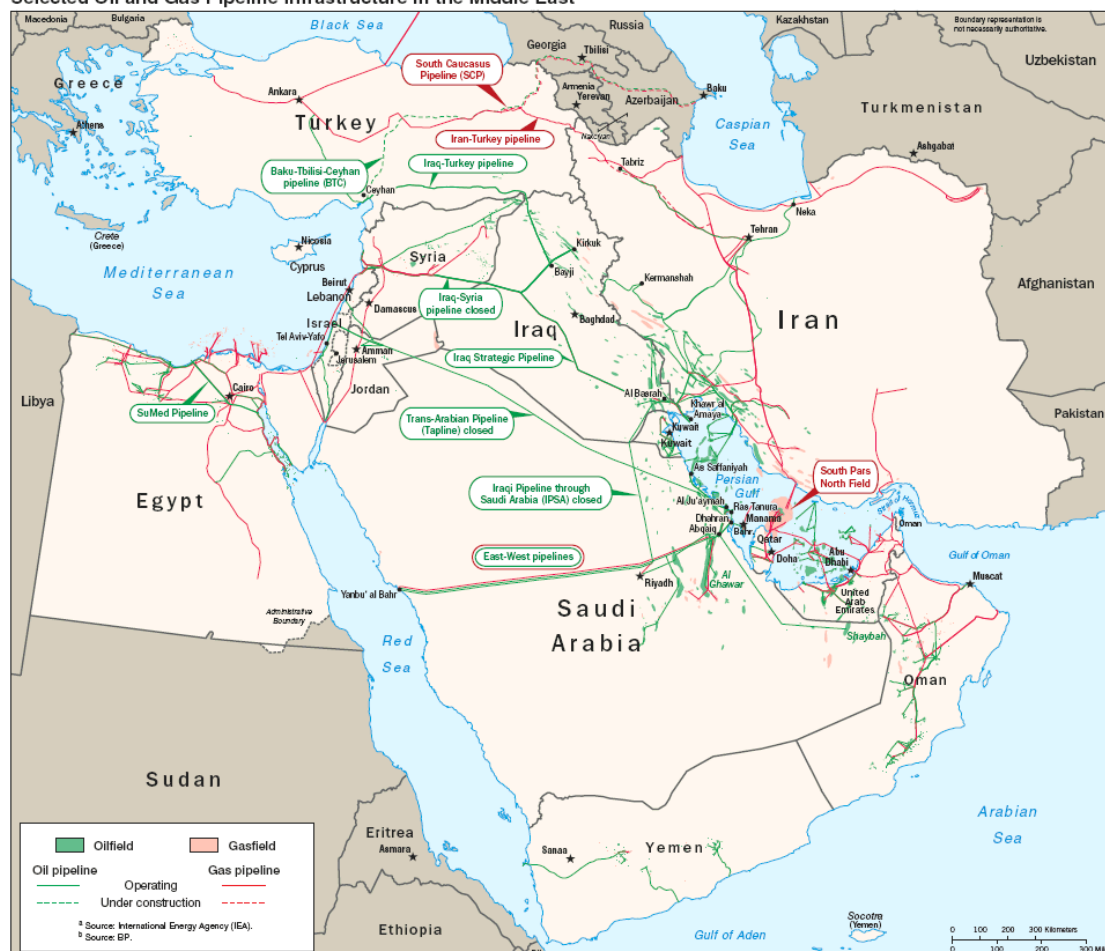 Selected Oil and Gas Pipeline Infrastructure in the Middle East
Macedonia
Bulgaria
Black Sea
Russia
Kazakhstan
Boundary representation is
not necessarily authoritative.
Uzbekistan
Georgia
Tbilisi
Greece
South Caucasus
Pipeline (SCP)
Ankara
Armenia
Yerevan
Azerbaijan
Baku
Turkmenistan
Turkey
Athens
Caspian
Sea
Iran-Turkey pipeline
Ashgabat
Iraq-Turkey pipeline
Tabriz
Baku-Tbilisi-Ceyhan
pipeline (BTC)
Ceyhan
Neka
Crete
(Greece)
Nicosia
Cyprus
Tehran
Syria
Kirkuk
Mediterranean
Sea
Bayji
Kermanshah
Afghanistan
Beirut
Lebanon
Iraq-Syria
pipeline closed
Damascus
Baghdad
Iran
Israel
Iraq
Tel Aviv-Yafo
Amman
Jerusalem
Iraq Strategic Pipeline
Jordan
Cairo
Libya
Al Basrah
Khawr al
Amaya
Pakistan
SuMed Pipeline
Trans-Arabian Pipeline
(Tapline) closed
Kuwait
Kuwait
As Saffaniyah
Persian
Gulf
South Pars
North Field
Egypt
Iraqi Pipeline through
Saudi Arabia (IPSA) closed
Al Ju'aymah
Ras Tanura
Strait of Hormuz
Oman
Dhahran
Manama
Abqaiq
Bahr.
Qatar
Doha
Abu
Dhabi
Gulf of Oman
East-West pipelines
Riyadh
Al
Ghawar
Muscat
United
Arab
Emirates
Yanbu' al Bahr
Administrative
Boundary
Saudi
Arabia
Shaybah
Red
Sea
Oman
Sudan
Arabian
Sea
Eritrea
Asmara
Sanaa
Yemen
Ethiopia
Gulf of Aden
Socotra
(Yemen)
Oilfield
Gasfield
Oil pipeline
Gas pipeline
Operating
Under construction
a Source: International Energy Agency (IEA).
b Source: BP.
0 100 200 300 Kilometers
0 100 200 300